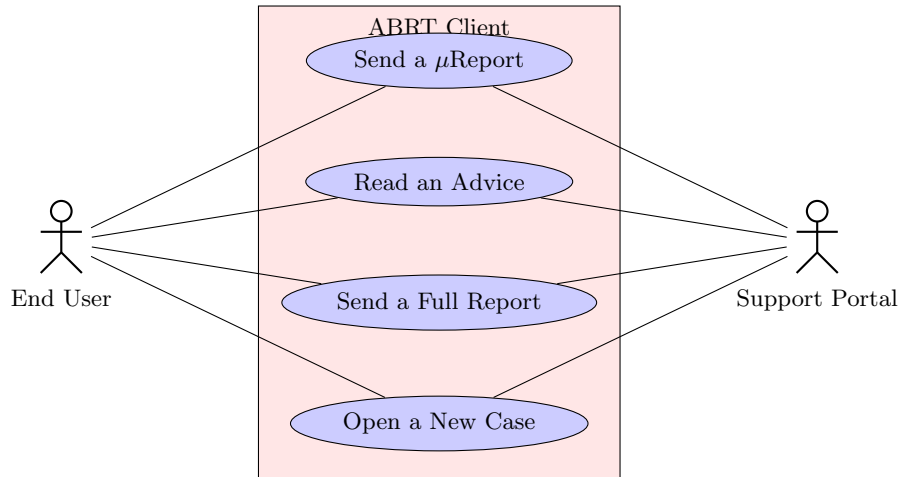 ABRT Client
Send a μReport
Read an Advice
End User
Send a Full Report
Support Portal
Open a New Case